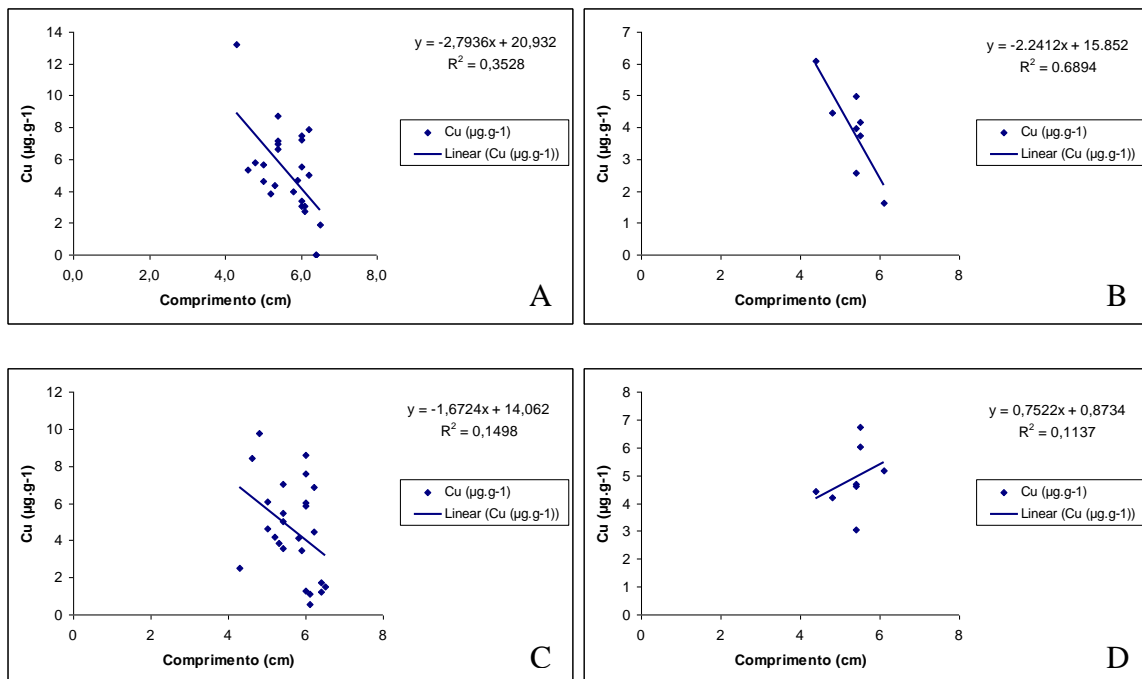 y = -2,7936x + 20,932
R² = 0,3528
14
12
10
8
6
4
2
0
0,0 2,0 4,0 6,0 8,0
Cu (µg.g-1)
Comprimento (cm)
Cu (µg.g-1)
Linear (Cu (µg.g-1))
A
y = -2.2412x + 15.852
R² = 0.6894
7
6
5
4
3
2
1
0
0 2 4 6 8
Cu (µg.g-1)
Comprimento (cm)
Cu (µg.g-1)
Linear (Cu (µg.g-1))
B
y = -1,6724x + 14,062
R² = 0,1498
12
10
8
6
4
2
0
0 2 4 6 8
Cu (µg.g-1)
Comprimento (cm)
Cu (µg.g-1)
Linear (Cu (µg.g-1))
C
y = 0,7522x + 0,8734
R² = 0,1137
8
7
6
5
4
3
2
1
0
0 2 4 6 8
Cu (µg.g-1)
Comprimento (cm)
Cu (µg.g-1)
Linear (Cu (µg.g-1))
D